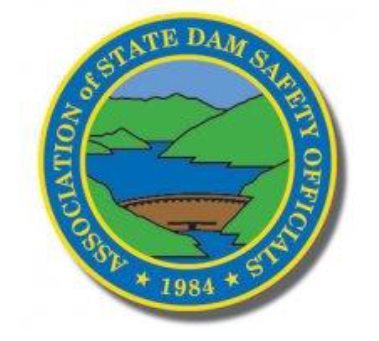 ASSOCIATION of STATE DAM SAFETY OFFICIALS
★ 1984 ★